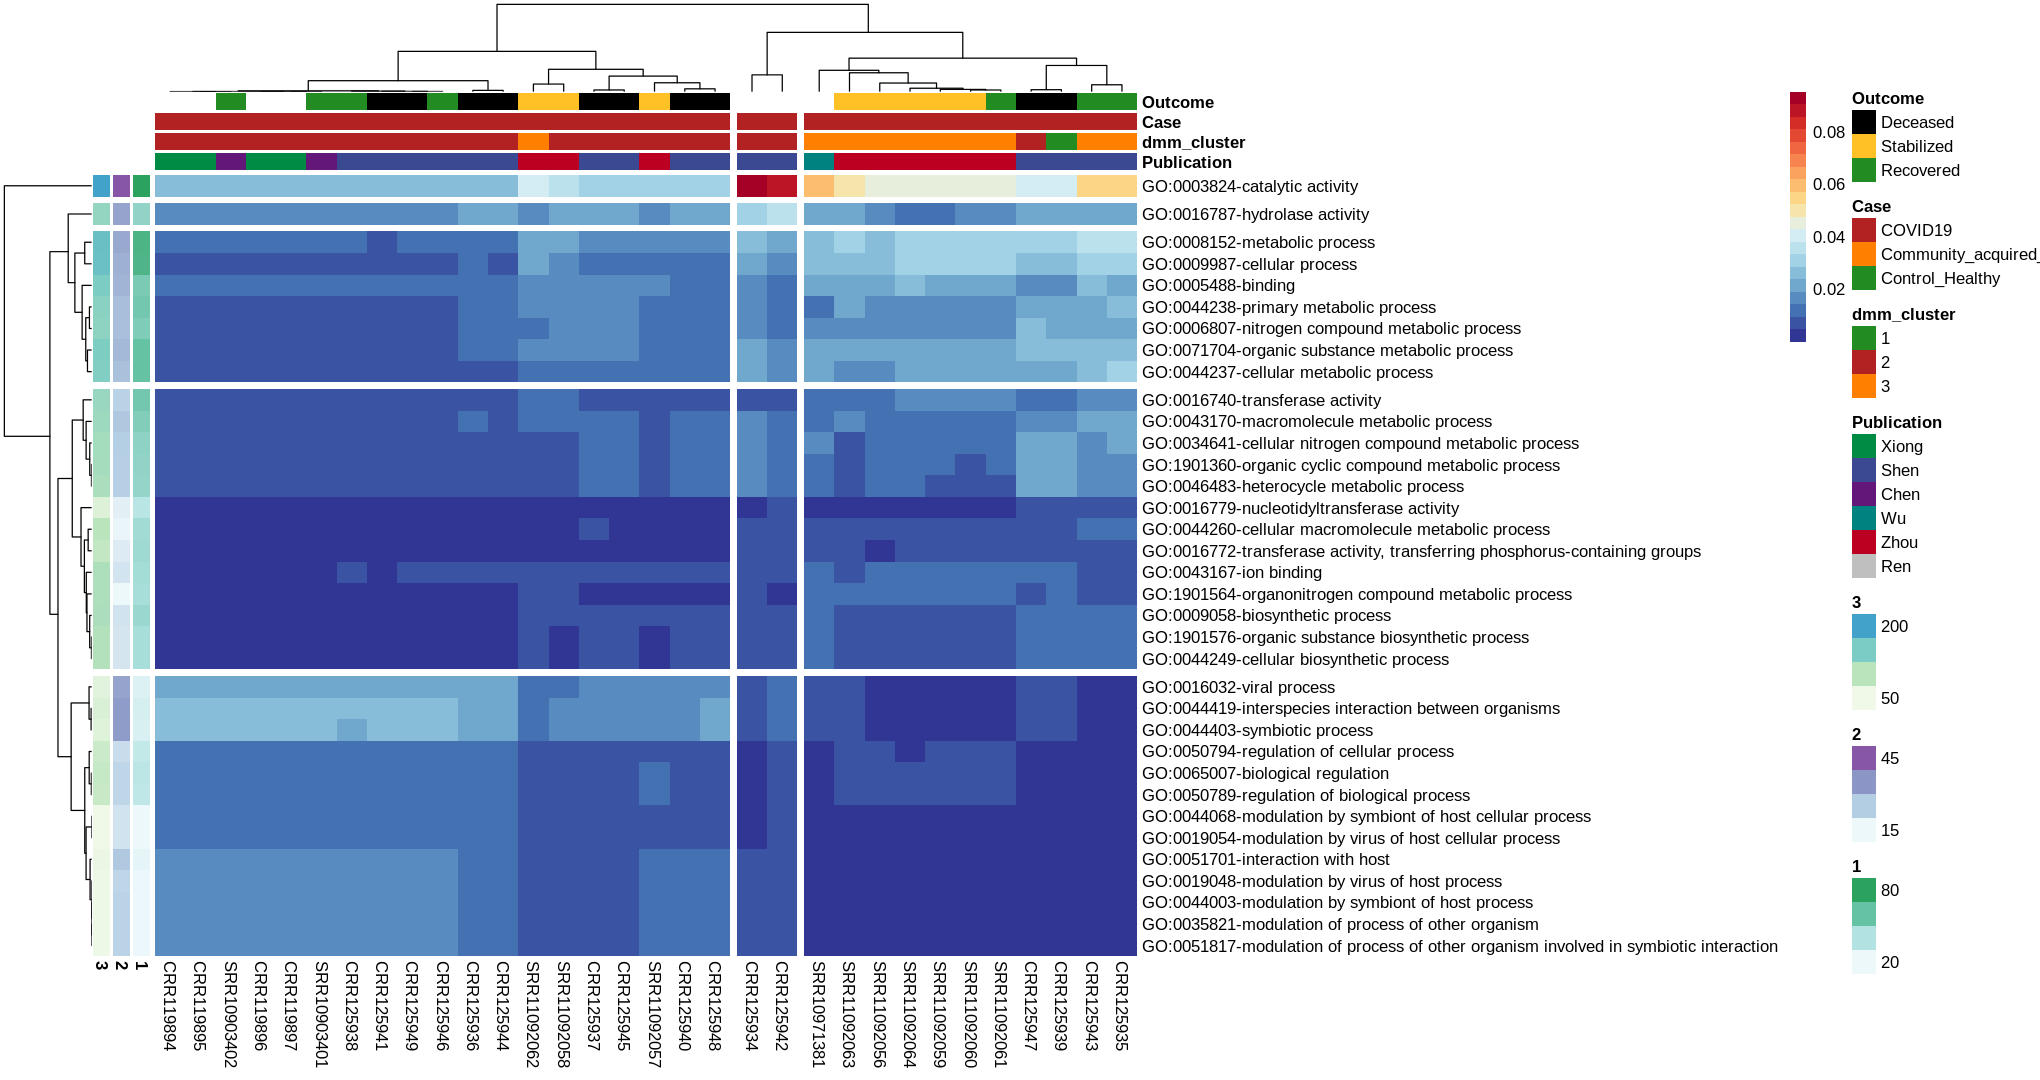 Outcome
Case
dmm_cluster
Publication
GO:0003824-catalytic activity
GO:0016787-hydrolase activity
GO:0008152-metabolic process
GO:0009987-cellular process
GO:0005488-binding
GO:0044238-primary metabolic process
GO:0006807-nitrogen compound metabolic process
GO:0071704-organic substance metabolic process
GO:0044237-cellular metabolic process
GO:0016740-transferase activity
GO:0043170-macromolecule metabolic process
GO:0034641-cellular nitrogen compound metabolic process
GO:1901360-organic cyclic compound metabolic process
GO:0046483-heterocycle metabolic process
GO:0016779-nucleotidyltransferase activity
GO:0044260-cellular macromolecule metabolic process
GO:0016772-transferase activity, transferring phosphorus-containing groups
GO:0043167-ion binding
GO:1901564-organonitrogen compound metabolic process
GO:0009058-biosynthetic process
GO:1901576-organic substance biosynthetic process
GO:0044249-cellular biosynthetic process
GO:0016032-viral process
GO:0044419-interspecies interaction between organisms
GO:0044403-symbiotic process
GO:0050794-regulation of cellular process
GO:0065007-biological regulation
GO:0050789-regulation of biological process
GO:0044068-modulation by symbiont of host cellular process
GO:0019054-modulation by virus of host cellular process
GO:0051701-interaction with host
GO:0019048-modulation by virus of host process
GO:0044003-modulation by symbiont of host process
GO:0035821-modulation of process of other organism
GO:0051817-modulation of process of other organism involved in symbiotic interaction
3
2
1
CRR119894
CRR119895
SRR10903402
CRR119896
CRR119897
SRR10903401
CRR125938
CRR125941
CRR125949
CRR125946
CRR125936
CRR125944
SRR11092062
SRR11092058
CRR125937
CRR125945
SRR11092057
CRR125940
CRR125948
CRR125934
CRR125942
SRR10971381
SRR11092063
SRR11092056
SRR11092064
SRR11092059
SRR11092060
SRR11092061
CRR125947
CRR125939
CRR125943
CRR125935
0.08
0.06
0.04
0.02
Outcome
Deceased
Stabilized
Recovered
Case
COVID19
Community_acquired_
Control_Healthy
dmm_cluster
1
2
3
Publication
Xiong
Shen
Chen
Wu
Zhou
Ren
3
200
50
2
45
15
1
80
20